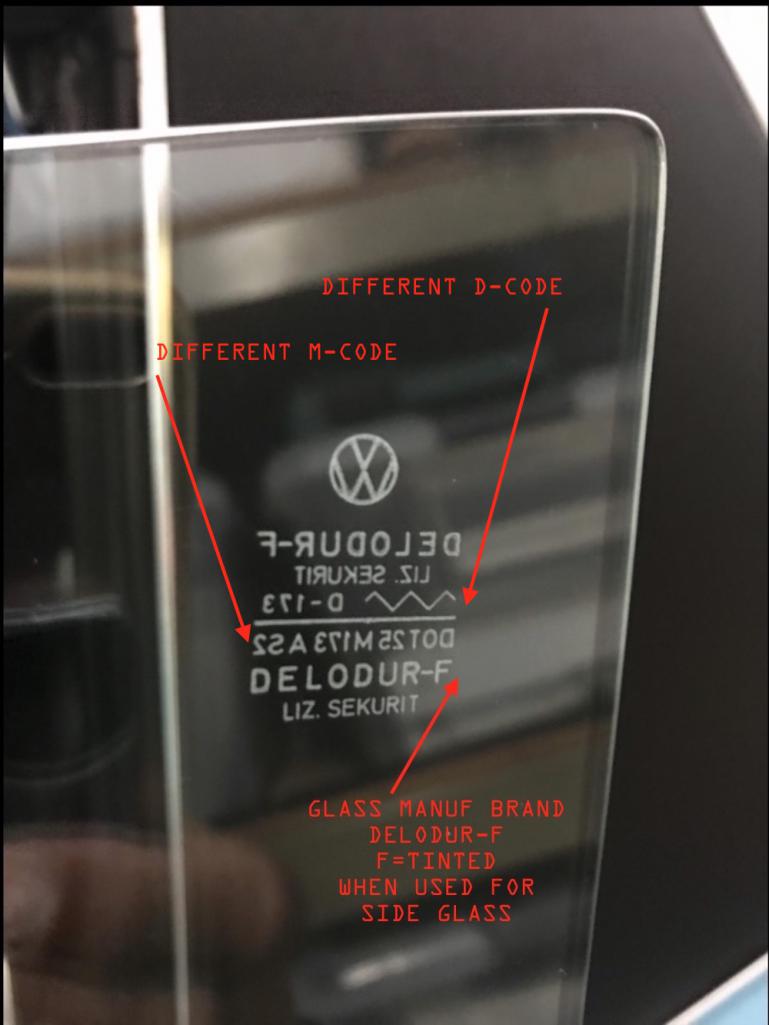 DIFFERENT D-CODE
DIFFERENT M-CODE
DELODUR-F
LIZ. SEKURIT
D-173
DOT25 M173 AS2
DELODUR-F
LIZ. SEKURIT
GLASS MANUF BRAND
DELODUR-F
F=TINTED
WHEN USED FOR
SIDE GLASS